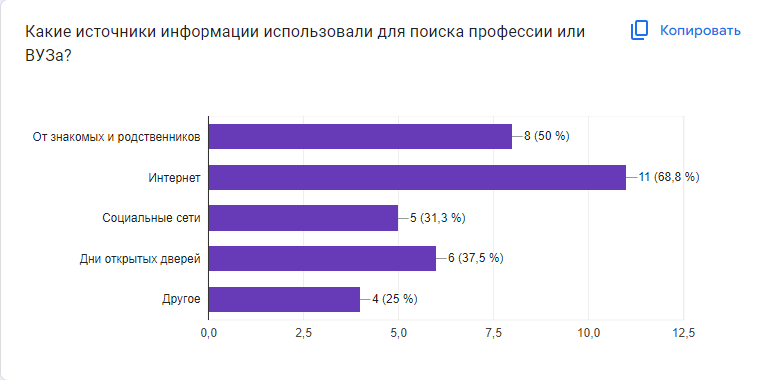 Какие источники информации использовали для поиска профессии или
ВУЗа?
Копировать
От знакомых и родственников
8 (50 %)
Интернет
11 (68,8 %)
Социальные сети
5 (31,3 %)
Дни открытых дверей
6 (37,5 %)
Другое
4 (25 %)
0,0 2,5 5,0 7,5 10,0 12,5